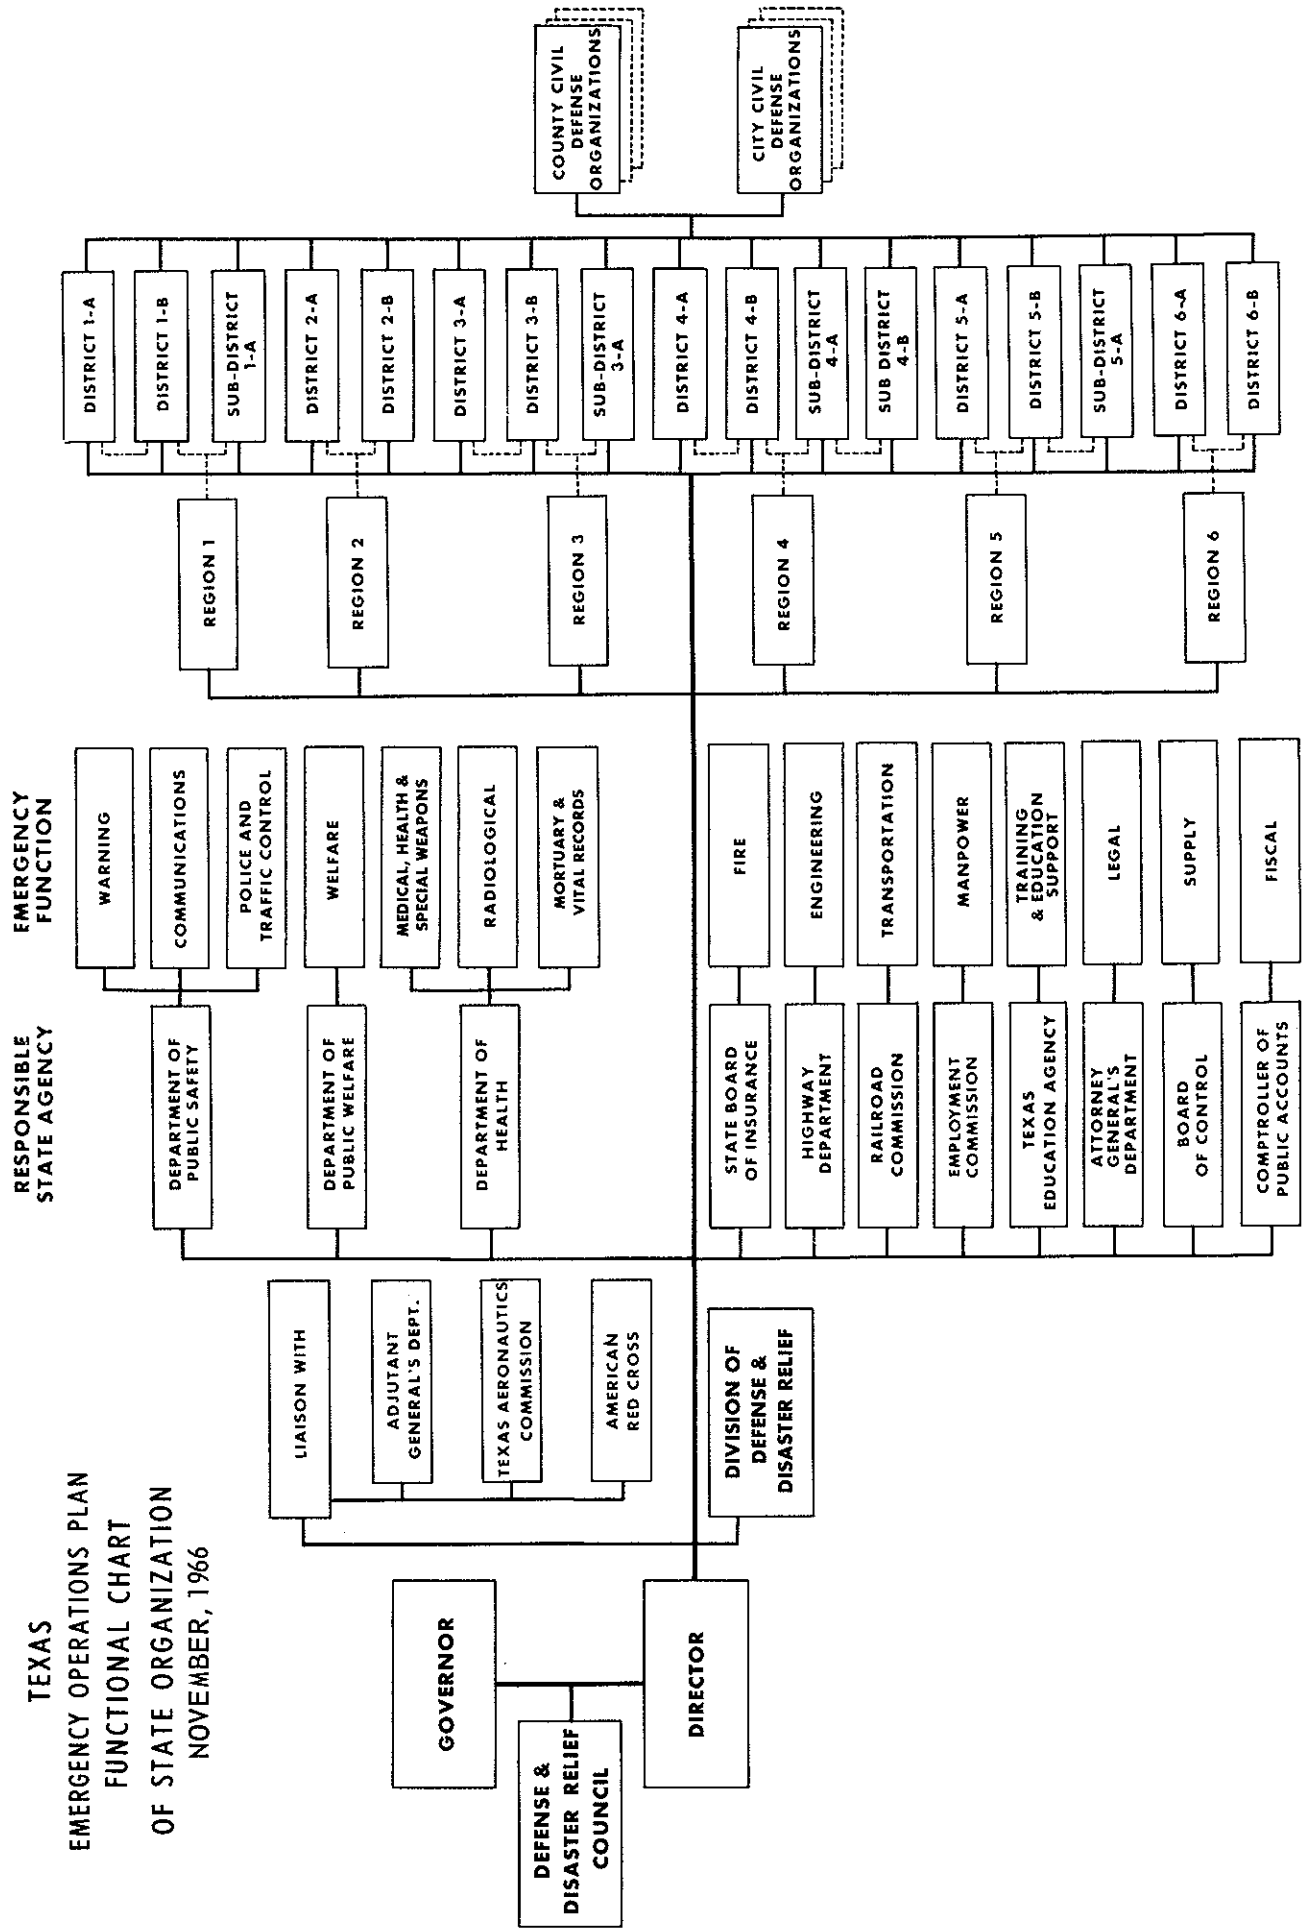 TEXAS
EMERGENCY OPERATIONS PLAN
FUNCTIONAL CHART
OF STATE ORGANIZATION
NOVEMBER, 1966
GOVERNOR
DEFENSE &
DISASTER RELIEF
COUNCIL
DIRECTOR
LIAISON WITH
ADJUTANT
GENERAL'S DEPT.
TEXAS AERONAUTICS
COMMISSION
AMERICAN
RED CROSS
DIVISION OF
DEFENSE &
DISASTER RELIEF
RESPONSIBLE
STATE AGENCY
DEPARTMENT OF
PUBLIC SAFETY
DEPARTMENT OF
PUBLIC WELFARE
DEPARTMENT OF
HEALTH
STATE BOARD
OF INSURANCE
HIGHWAY
DEPARTMENT
RAILROAD
COMMISSION
EMPLOYMENT
COMMISSION
TEXAS
EDUCATION AGENCY
ATTORNEY
GENERAL'S
DEPARTMENT
BOARD
OF CONTROL
COMPTROLLER OF
PUBLIC ACCOUNTS
EMERGENCY
FUNCTION
WARNING
COMMUNICATIONS
POLICE AND
TRAFFIC CONTROL
WELFARE
MEDICAL, HEALTH &
SPECIAL WEAPONS
RADIOLOGICAL
MORTUARY &
VITAL RECORDS
FIRE
ENGINEERING
TRANSPORTATION
MANPOWER
TRAINING
& EDUCATION
SUPPORT
LEGAL
SUPPLY
FISCAL
REGION 1
REGION 2
REGION 3
REGION 4
REGION 5
REGION 6
DISTRICT 1-A
DISTRICT 1-B
SUB-DISTRICT
1-A
DISTRICT 2-A
DISTRICT 2-B
DISTRICT 3-A
DISTRICT 3-B
SUB-DISTRICT
3-A
DISTRICT 4-A
DISTRICT 4-B
SUB-DISTRICT
4-A
SUB DISTRICT
4-B
DISTRICT 5-A
DISTRICT 5-B
SUB-DISTRICT
5-A
DISTRICT 6-A
DISTRICT 6-B
COUNTY CIVIL
DEFENSE
ORGANIZATIONS
CITY CIVIL
DEFENSE
ORGANIZATIONS